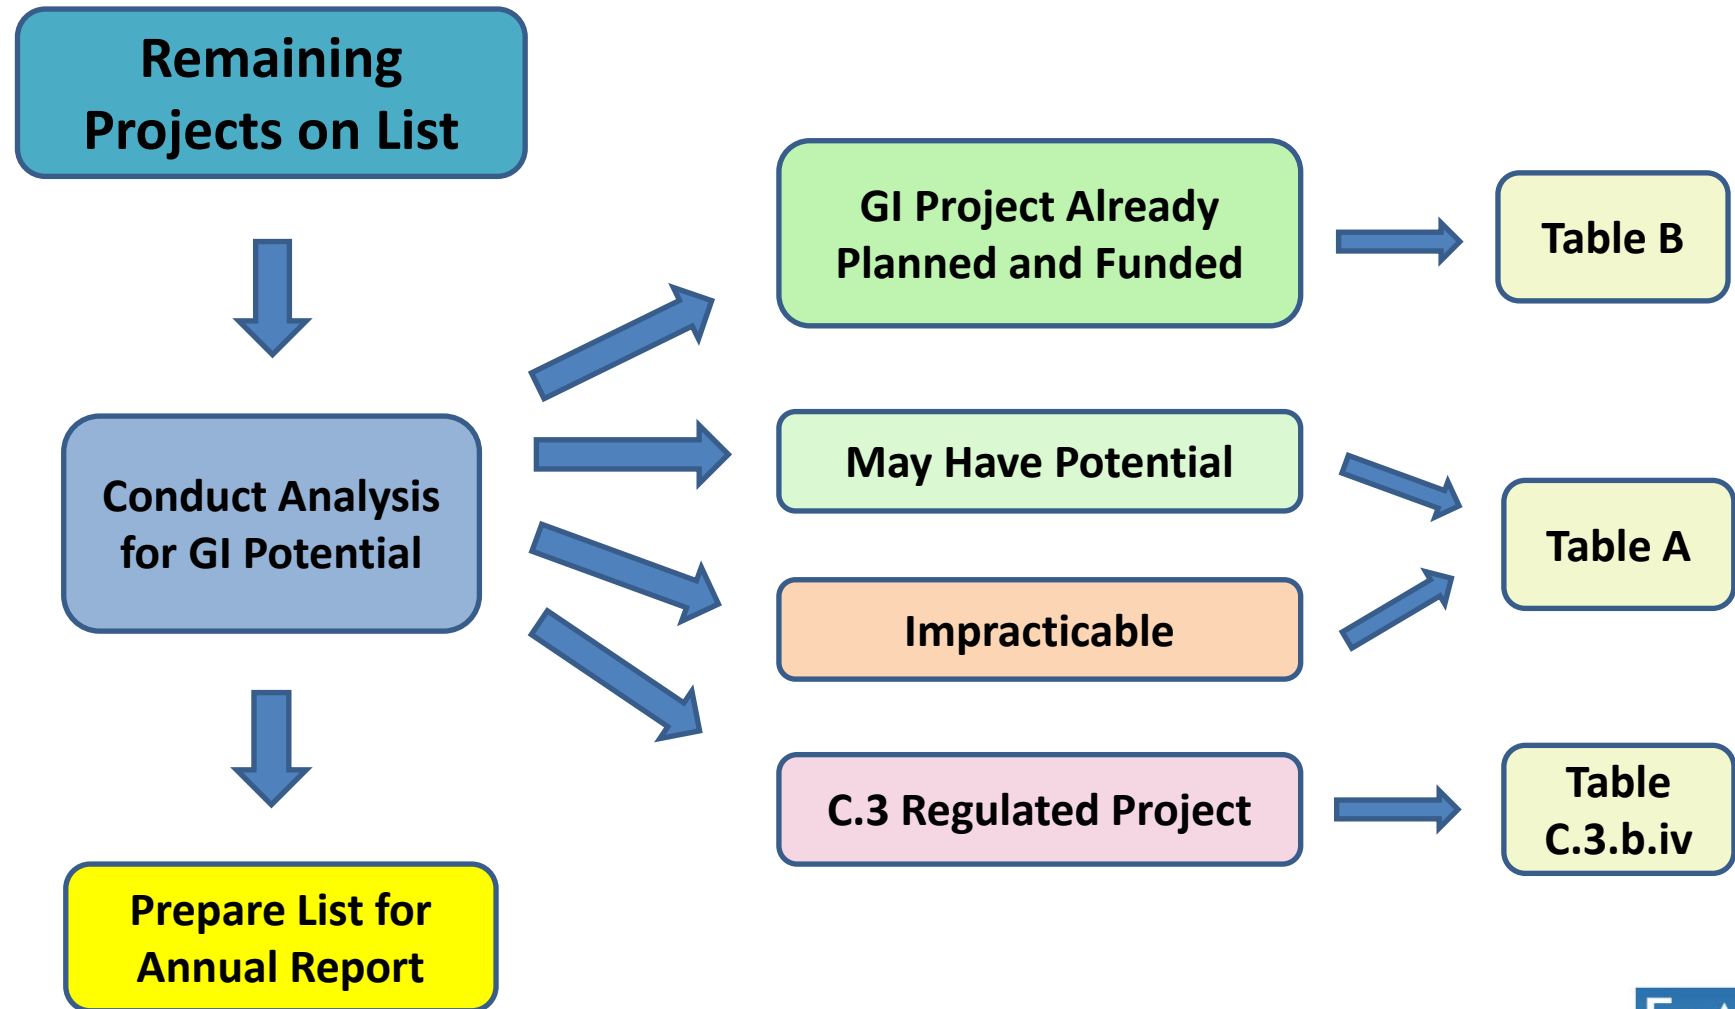 Remaining
Projects on List
GI Project Already
Planned and Funded
Table B
May Have Potential
Conduct Analysis
for GI Potential
Table A
Impracticable
C.3 Regulated Project
Table
C.3.b.iv
Prepare List for
Annual Report